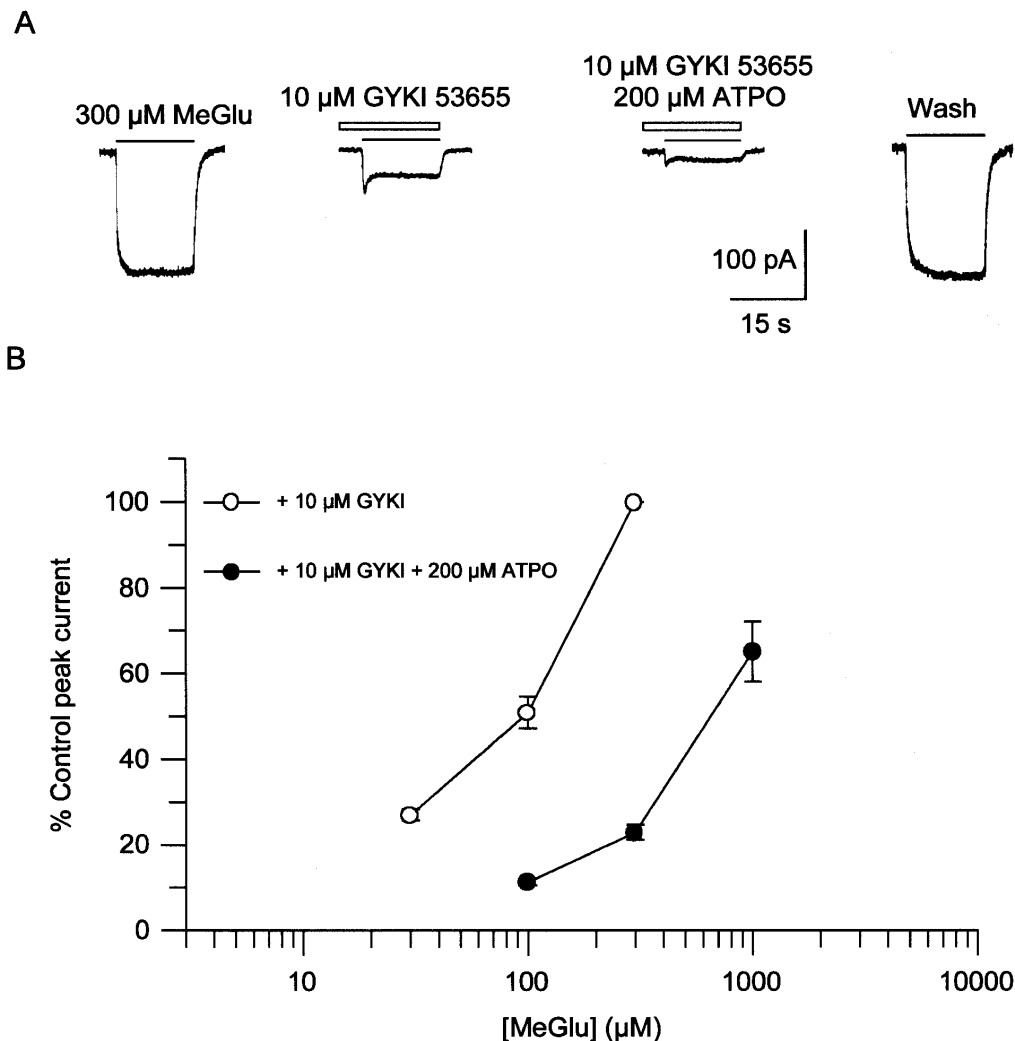 A
300 µM MeGlu
10 µM GYKI 53655
10 µM GYKI 53655
200 µM ATPO
Wash
100 pA
15 s
B
% Control peak current
100
80
60
40
20
0
+ 10 µM GYKI
+ 10 µM GYKI + 200 µM ATPO
10
100
1000
10000
[MeGlu] (µM)